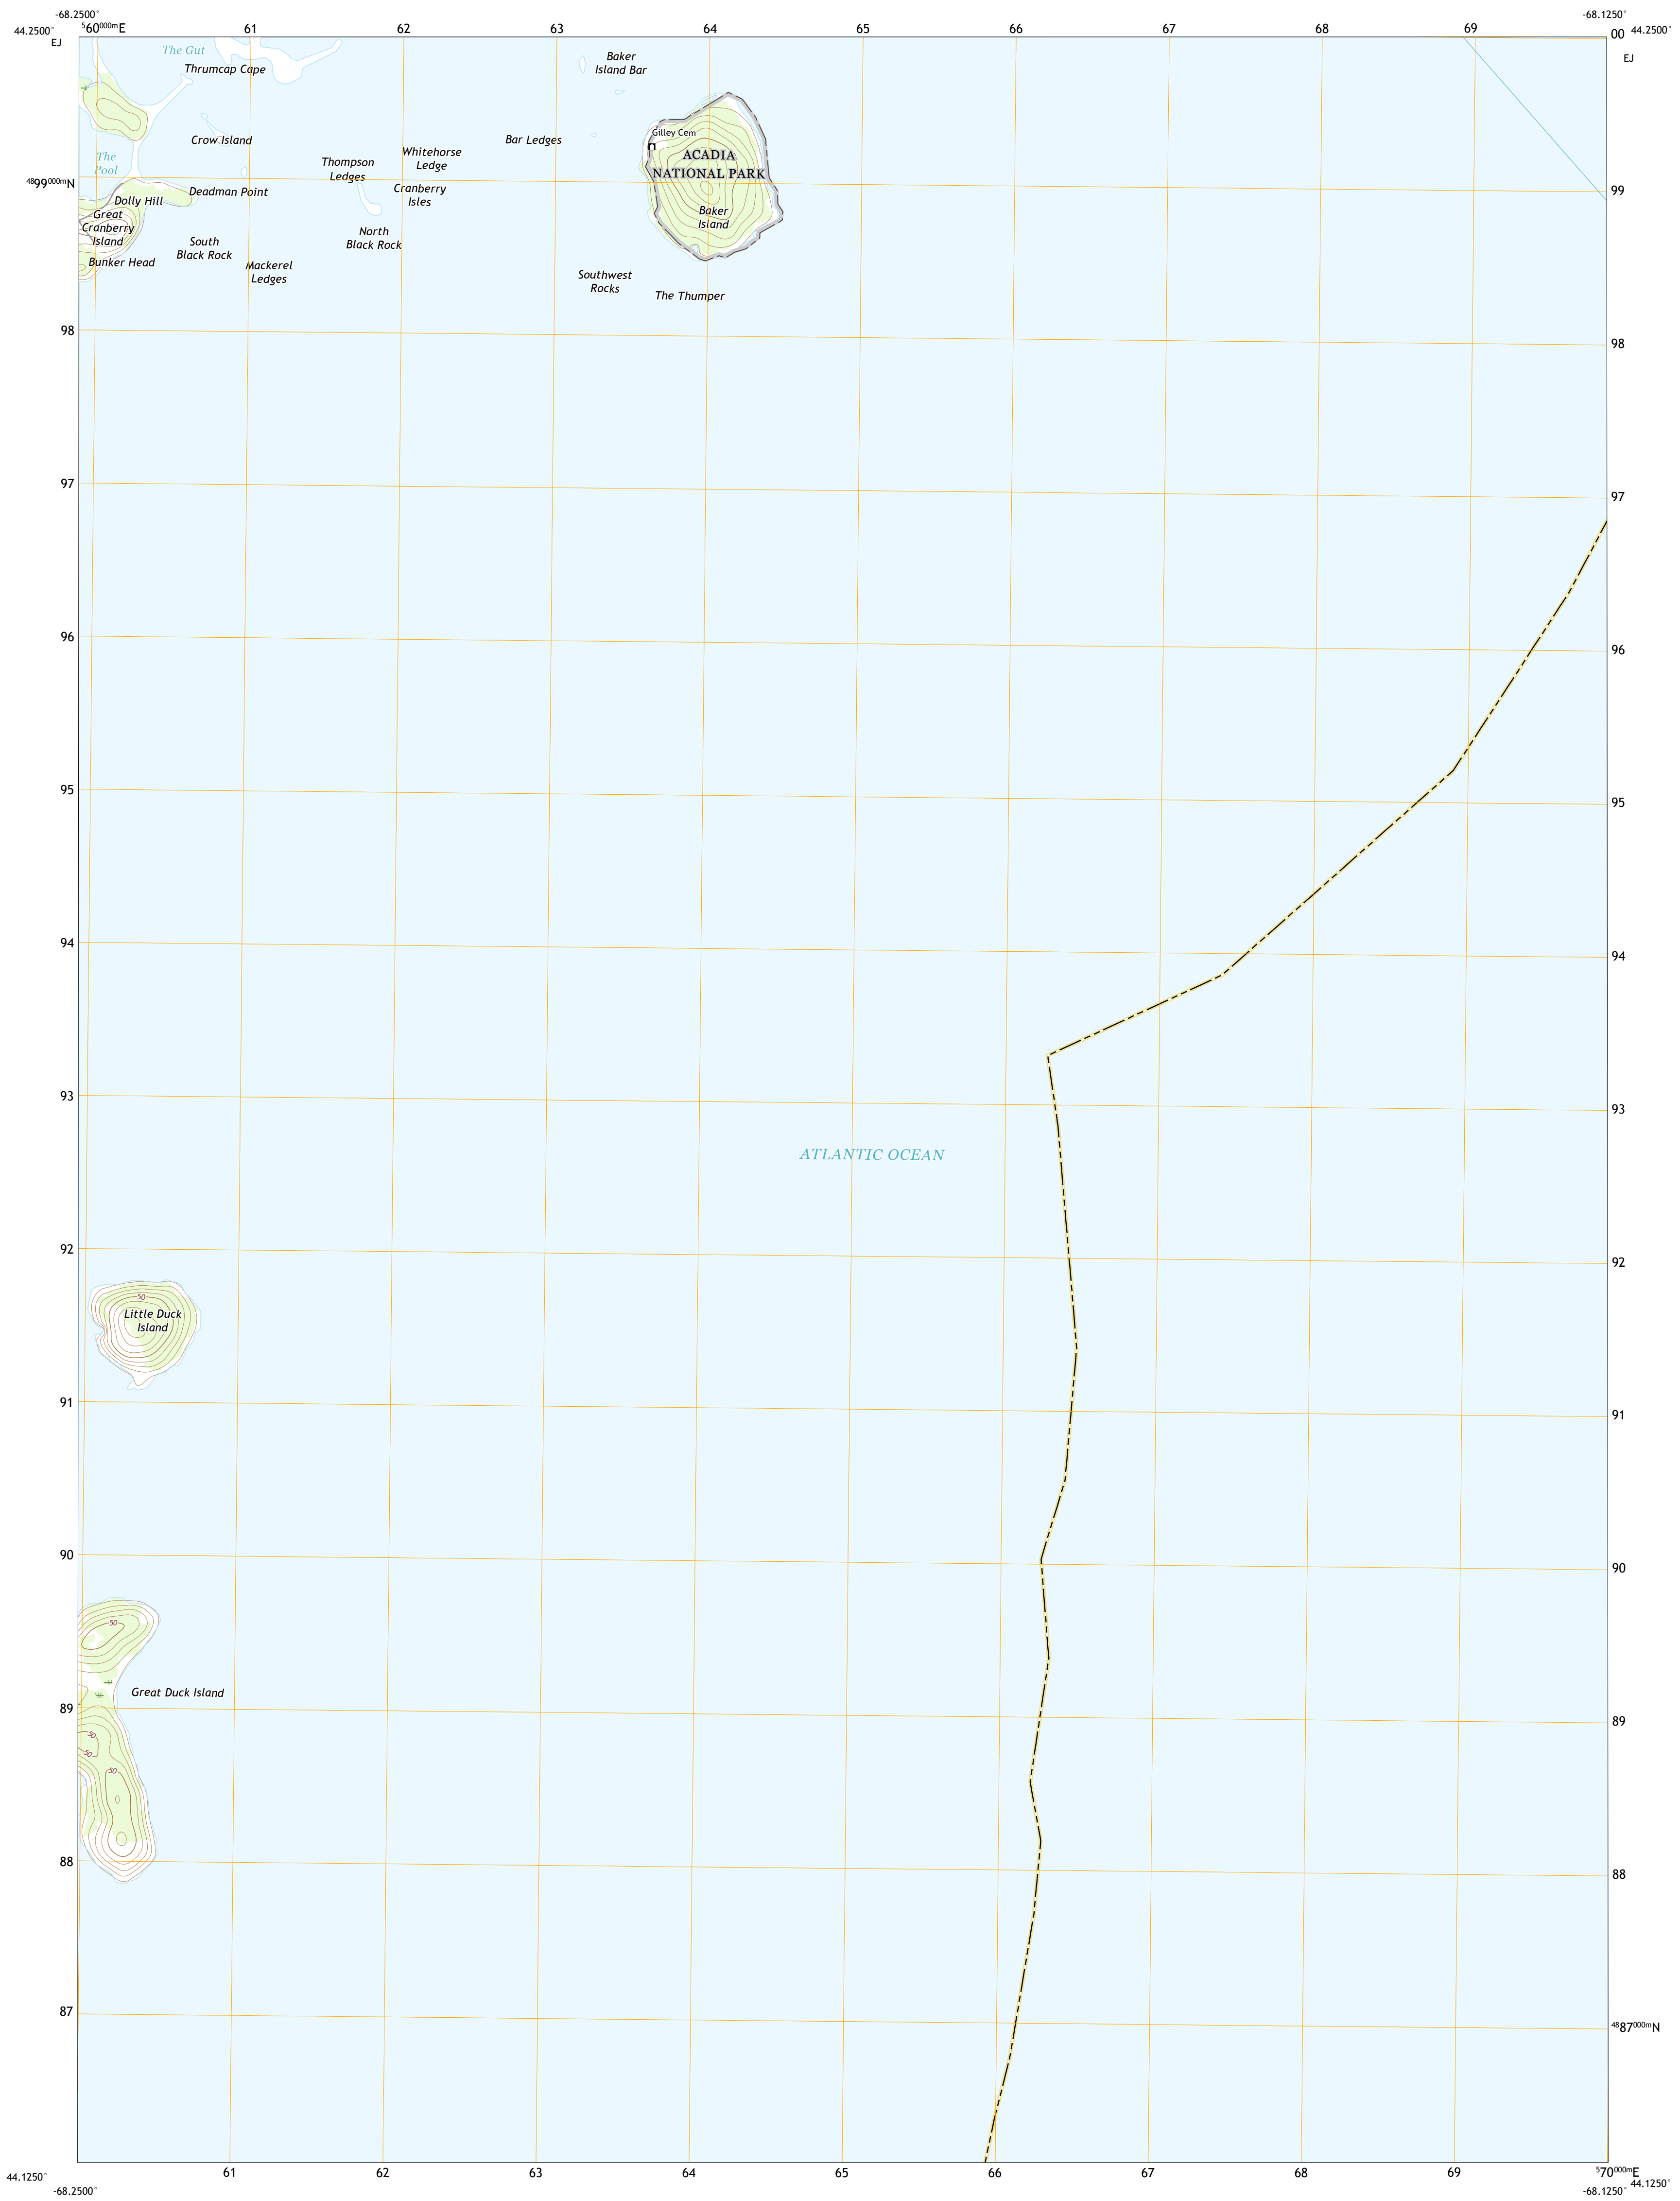 -68.2500°
44.2500°
560000mE
61
62
63
64
65
66
67
68
69
-68.1250°
00
44.2500°
EJ
EJ
The Gut
Thrumcap Cape
Baker
Island Bar
Crow Island
Bar Ledges
Gilley Cem
ACADIA
NATIONAL PARK
The
Pool
Thompson
Ledges
Whitehorse
Ledge
4899000mN
99
Deadman Point
Cranberry
Isles
Dolly Hill
Great
Cranberry
Island
Baker
Island
North
Black Rock
South
Black Rock
Bunker Head
Mackerel
Ledges
Southwest
Rocks
The Thumper
98
98
97
97
96
96
95
95
94
94
93
93
ATLANTIC OCEAN
92
92
50
Little Duck
Island
91
91
90
90
50
Great Duck Island
89
89
50
50
50
88
88
87
4887000mN
44.1250°
-68.2500°
61
62
63
64
65
66
67
68
69
570000mE
44.1250°
-68.1250°